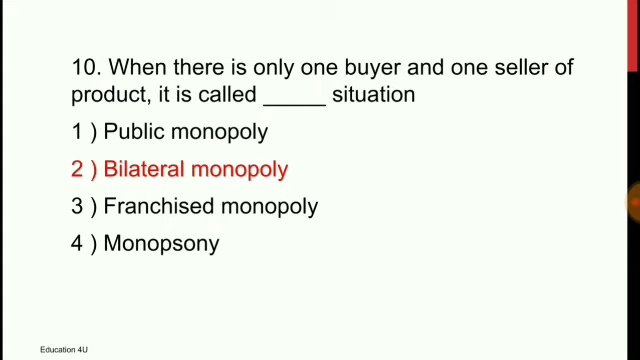 10. When there is only one buyer and one seller of
product, it is called _____ situation
1 ) Public monopoly
2 ) Bilateral monopoly
3 ) Franchised monopoly
4 ) Monopsony
Education 4U